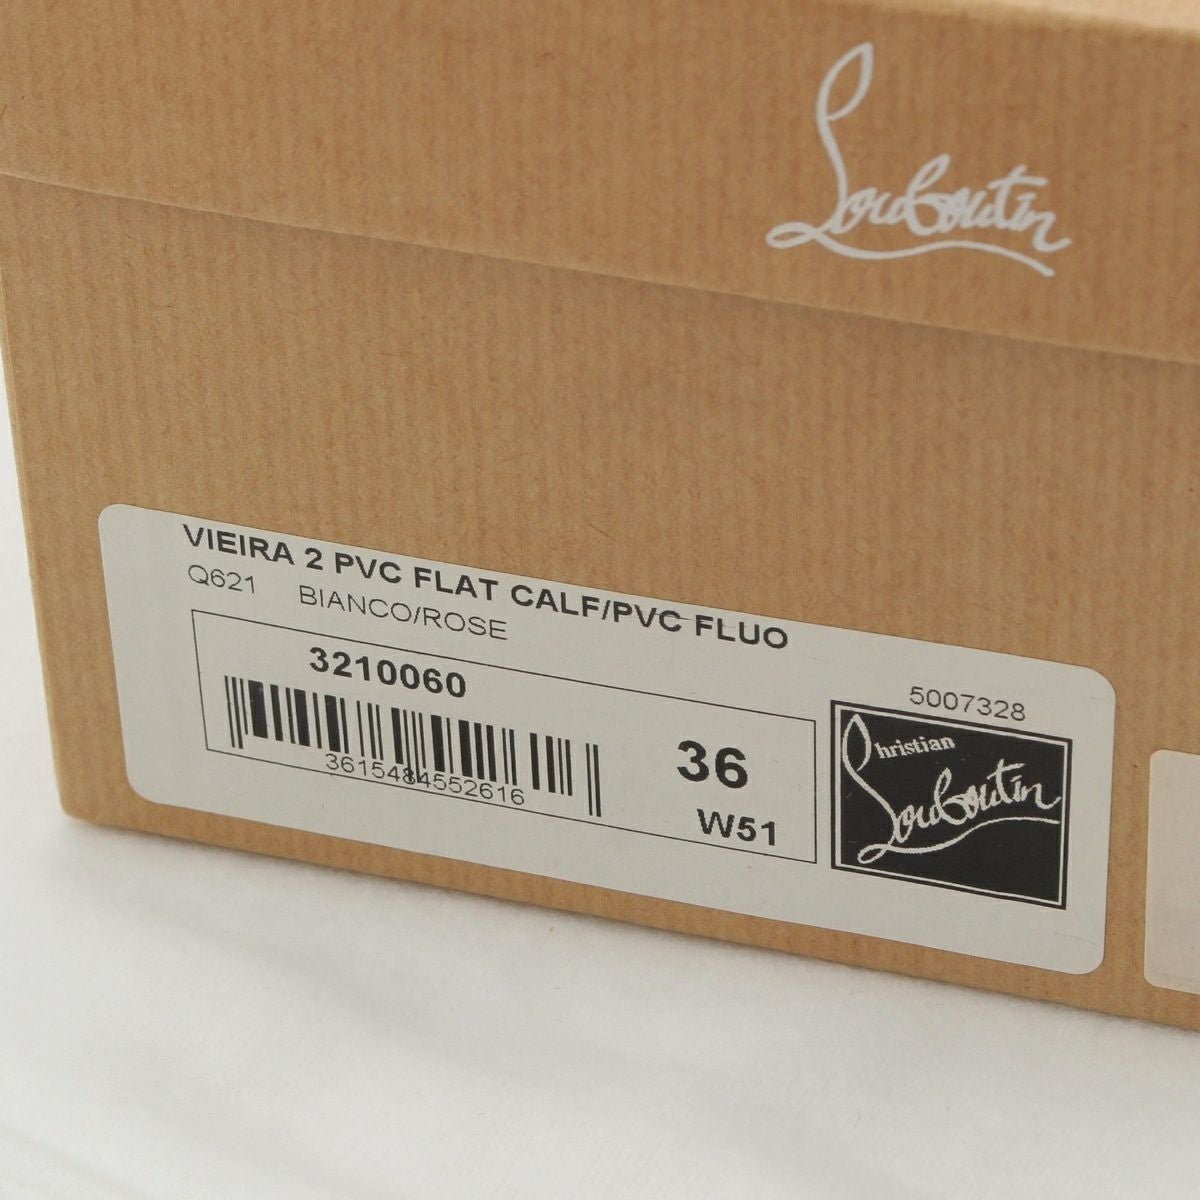 Louboutin
VIEIRA 2 PVC FLAT CALF/PVC FLUO
Q621 BIANCO/ROSE
3210060
3615484552616
36
W51
5007328
Christian
Louboutin